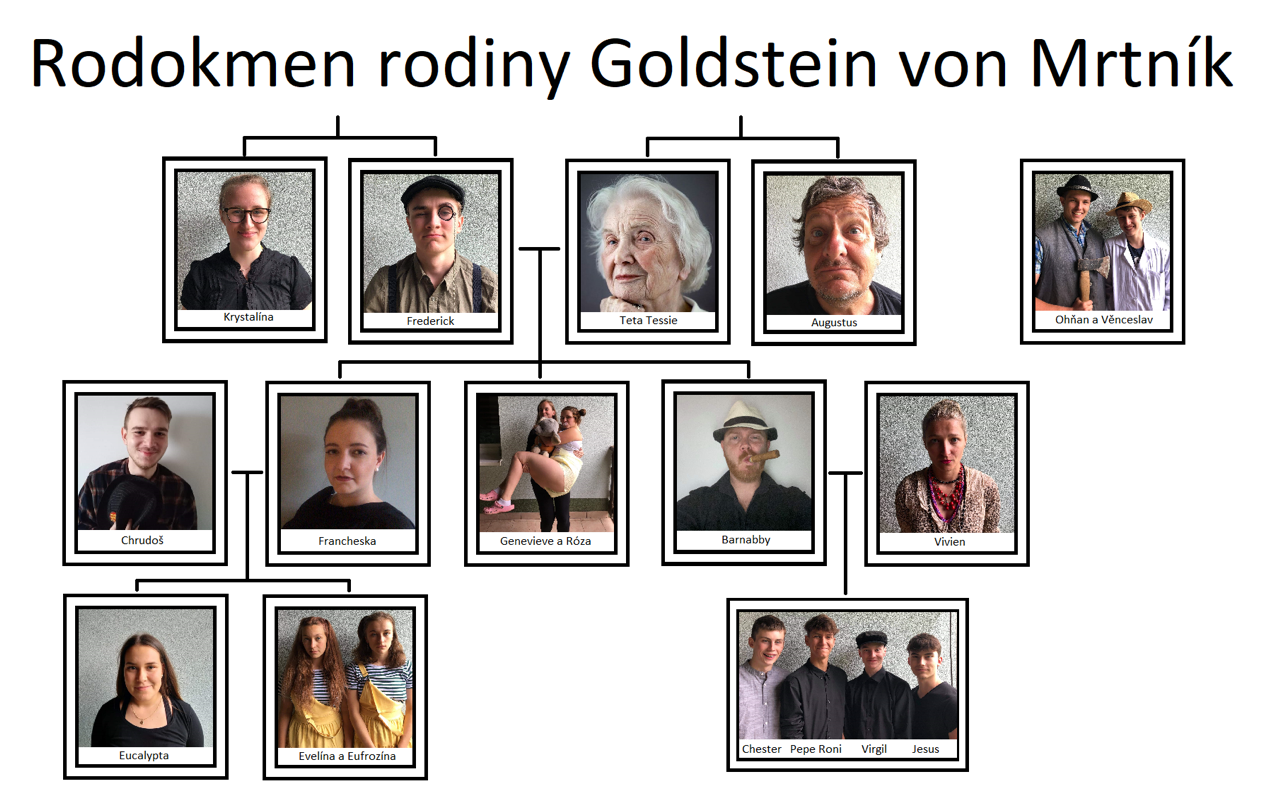 Rodokmen rodiny Goldstein von Mrtník
Krystalína
Frederick
Teta Tessie
Augustus
Ohňan a Věnceslav
Chrudoš
Francheska
Genevieve a Róza
Barnabby
Vivien
Eucalypta
Evelína a Eufrozína
Chester Pepe Roni Virgil Jesus